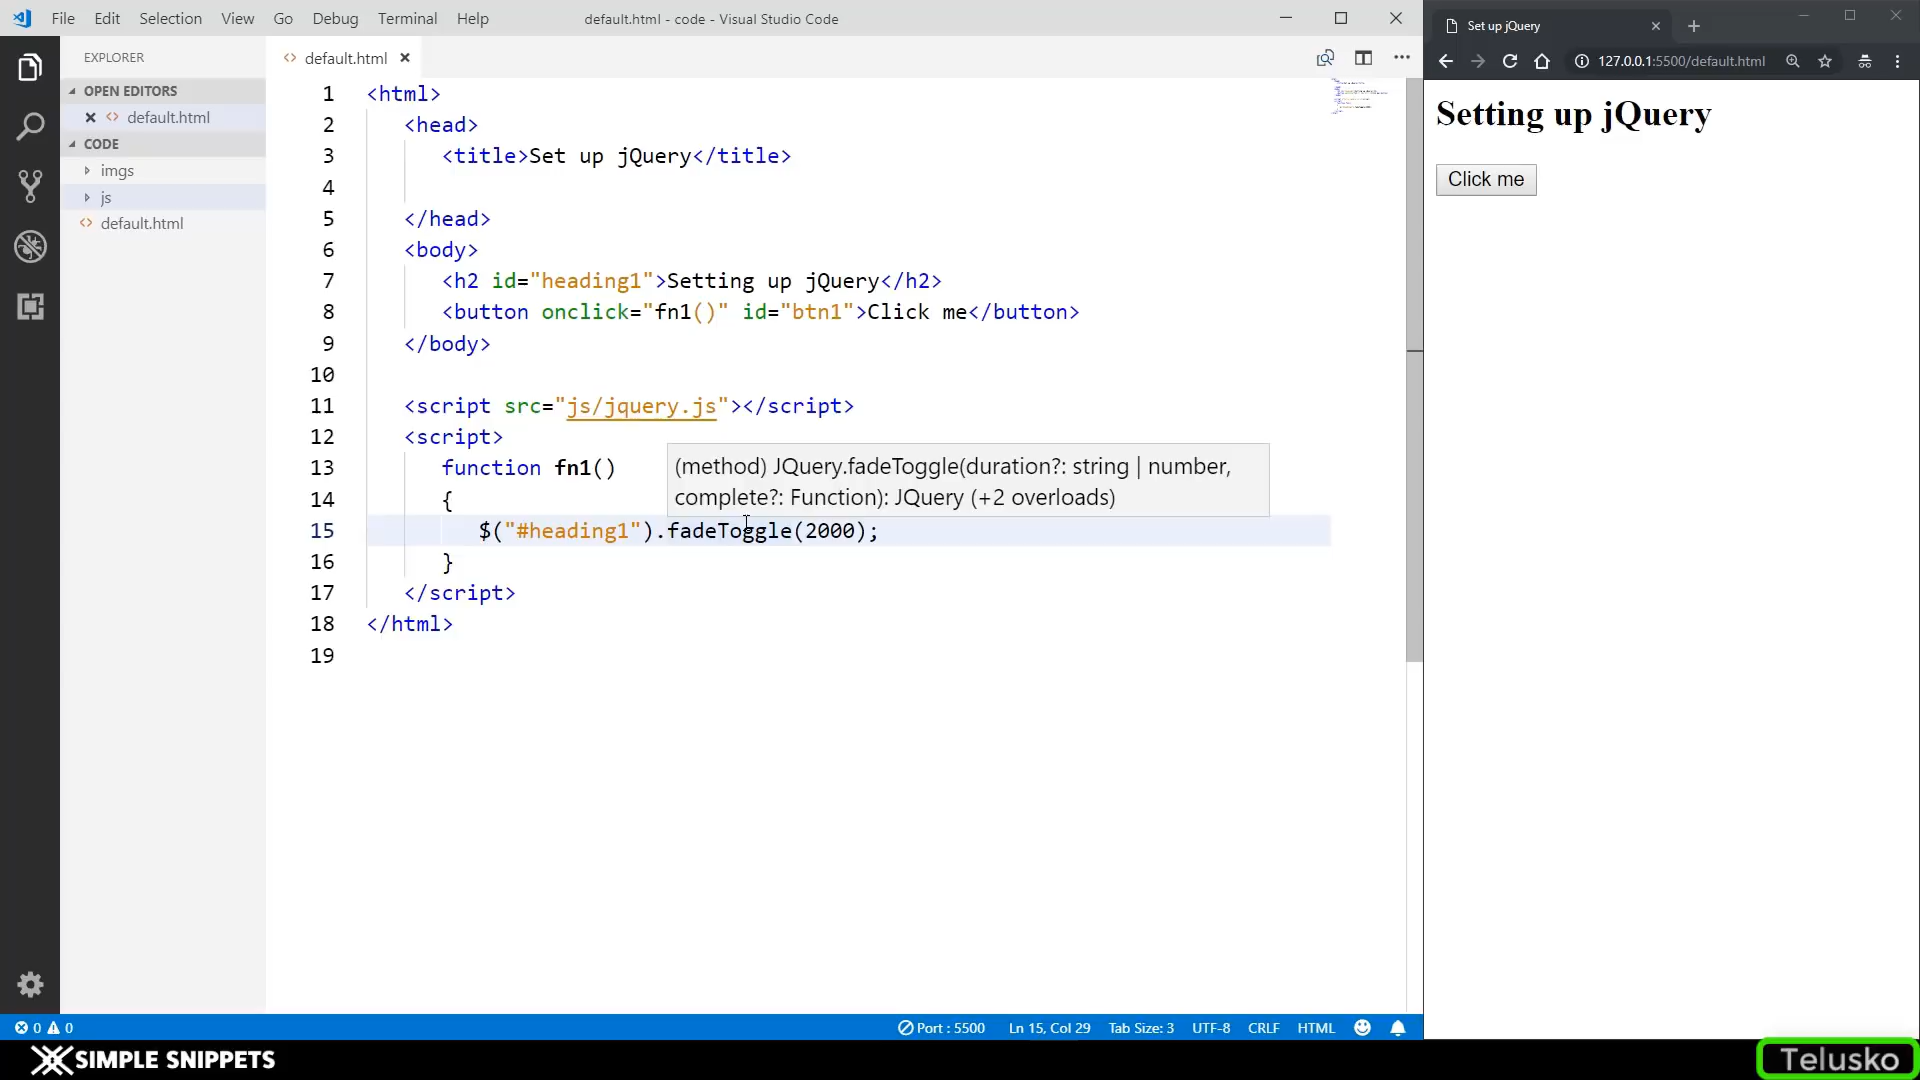 File Edit Selection View Go Debug Terminal Help
default.html - code - Visual Studio Code
EXPLORER
OPEN EDITORS
default.html
CODE
imgs
js
default.html
default.html
1 <html>
2 <head>
3 <title>Set up jQuery</title>
4
5 </head>
6 <body>
7 <h2 id="heading1">Setting up jQuery</h2>
8 <button onclick="fn1()" id="btn1">Click me</button>
9 </body>
10
11 <script src="js/jquery.js"></script>
12 <script>
13 function fn1()
(method) JQuery.fadeToggle(duration?: string | number,
complete?: Function): JQuery (+2 overloads)
14 {
15 $("#heading1").fadeToggle(2000);
16 }
17 </script>
18 </html>
19
0 0
Port : 5500 Ln 15, Col 29 Tab Size: 3 UTF-8 CRLF HTML
Set up jQuery
127.0.0.1:5500/default.html
Setting up jQuery
Click me
SIMPLE SNIPPETS
Telusko